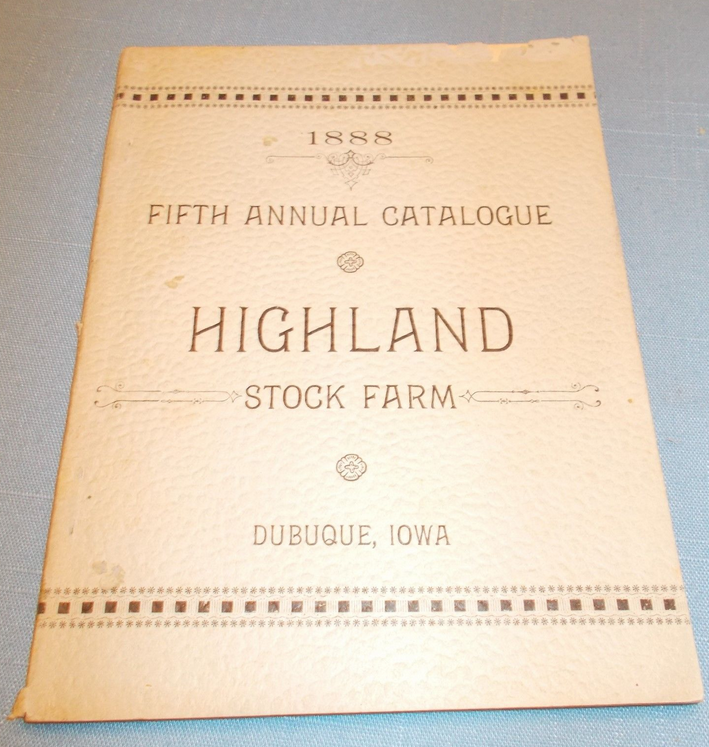 1888
FIFTH ANNUAL CATALOGUE
HIGHLAND
STOCK FARM
DUBUQUE, IOWA